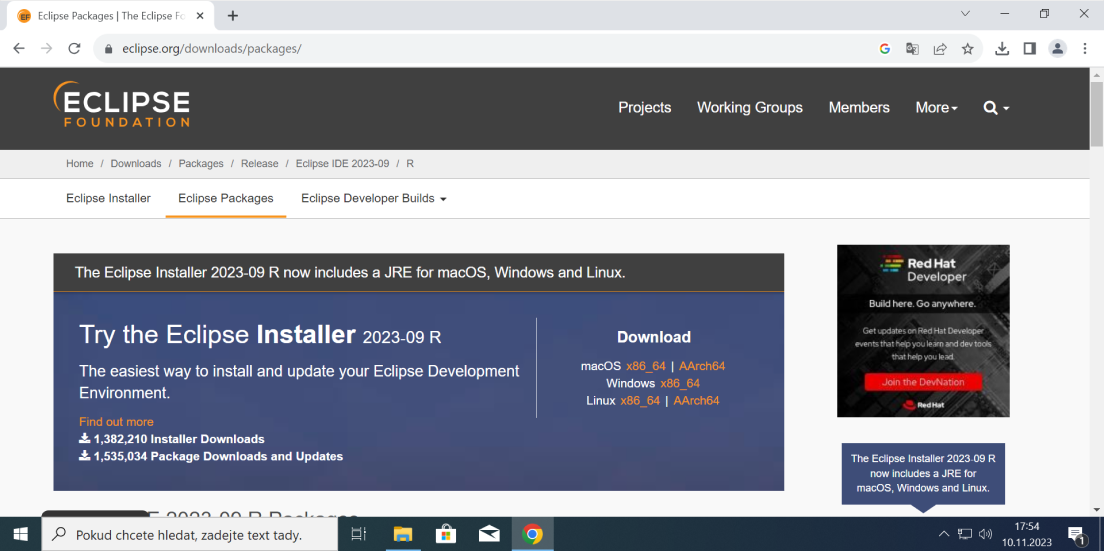 Eclipse Packages | The Eclipse Fo
eclipse.org/downloads/packages/
ECLIPSE
FOUNDATION
Projects Working Groups Members More
Home / Downloads / Packages / Release / Eclipse IDE 2023-09 / R
Eclipse Installer Eclipse Packages Eclipse Developer Builds
The Eclipse Installer 2023-09 R now includes a JRE for macOS, Windows and Linux.
Try the Eclipse Installer 2023-09 R
The easiest way to install and update your Eclipse Development
Environment.
Find out more
1,382,210 Installer Downloads
1,535,034 Package Downloads and Updates
Download
macOS x86_64 | AArch64
Windows x86_64
Linux x86_64 | AArch64
Red Hat
Developer
Build here. Go anywhere.
Get updates on Red Hat Developer
events that help you learn and dev tools
that help you lead.
Join the DevNation
Red Hat
The Eclipse Installer 2023-09 R
now includes a JRE for
macOS, Windows and Linux.
E 2023-09 R Packages
Pokud chcete hledat, zadejte text tady.
17:54
10.11.2023
1